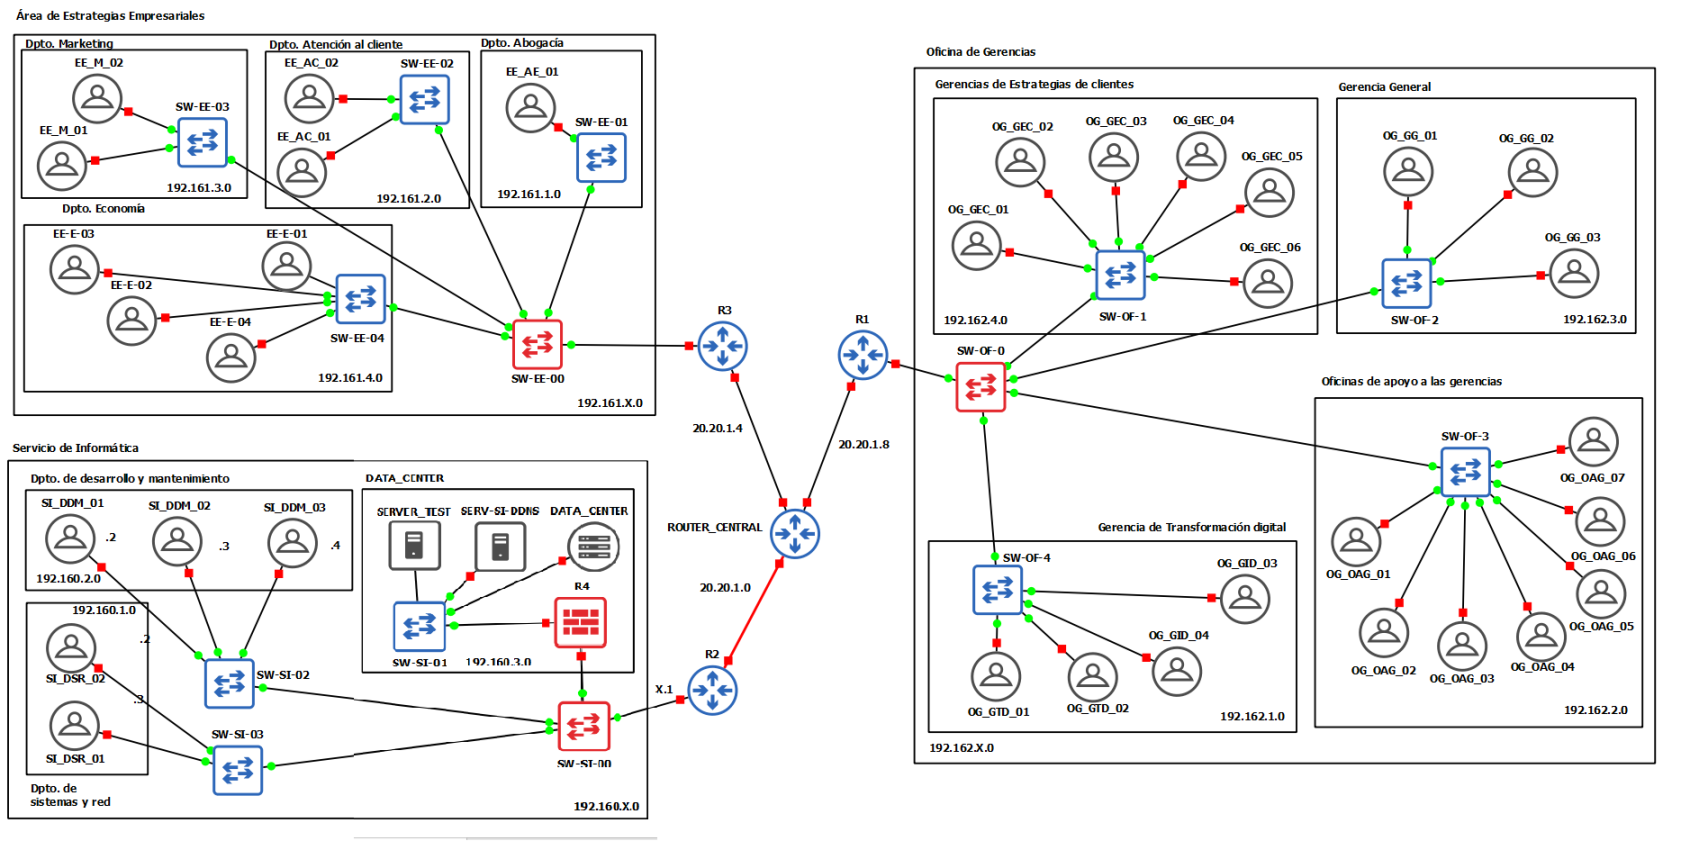 Área de Estrategias Empresariales
Dpto. Marketing
EE_M_02
SW-EE-03
EE_M_01
192.161.3.0
Dpto. Atención al cliente
EE_AC_02
SW-EE-02
EE_AC_01
192.161.2.0
Dpto. Abogacía
EE_AE_01
SW-EE-01
192.161.1.0
Dpto. Economía
EE-E-03
EE-E-01
EE-E-02
EE-E-04
SW-EE-04
192.161.4.0
SW-EE-00
192.161.X.0
R3
R1
20.20.1.4
20.20.1.8
ROUTER_CENTRAL
20.20.1.0
R2
X.1
Servicio de Informática
Dpto. de desarrollo y mantenimiento
SI_DDM_01
.2
SI_DDM_02
.3
SI_DDM_03
.4
192.160.2.0
192.160.1.0
.2
SI_DSR_02
.3
SI_DSR_01
Dpto. de
sistemas y red
SW-SI-02
SW-SI-03
DATA_CENTER
SERVER_TEST
SERV-SI-DDNS
DATA_CENTER
R4
SW-SI-01
192.160.3.0
SW-SI-00
192.160.X.0
Oficina de Gerencias
Gerencias de Estrategias de clientes
OG_GEC_02
OG_GEC_03
OG_GEC_04
OG_GEC_05
OG_GEC_01
OG_GEC_06
SW-OF-1
192.162.4.0
Gerencia General
OG_GG_01
OG_GG_02
OG_GG_03
SW-OF-2
192.162.3.0
SW-OF-0
Oficinas de apoyo a las gerencias
SW-OF-3
OG_OAG_07
OG_OAG_06
OG_OAG_01
OG_OAG_05
OG_OAG_02
OG_OAG_03
OG_OAG_04
192.162.2.0
Gerencia de Transformación digital
SW-OF-4
OG_GID_03
OG_GID_04
OG_GTD_01
OG_GTD_02
192.162.1.0
192.162.X.0